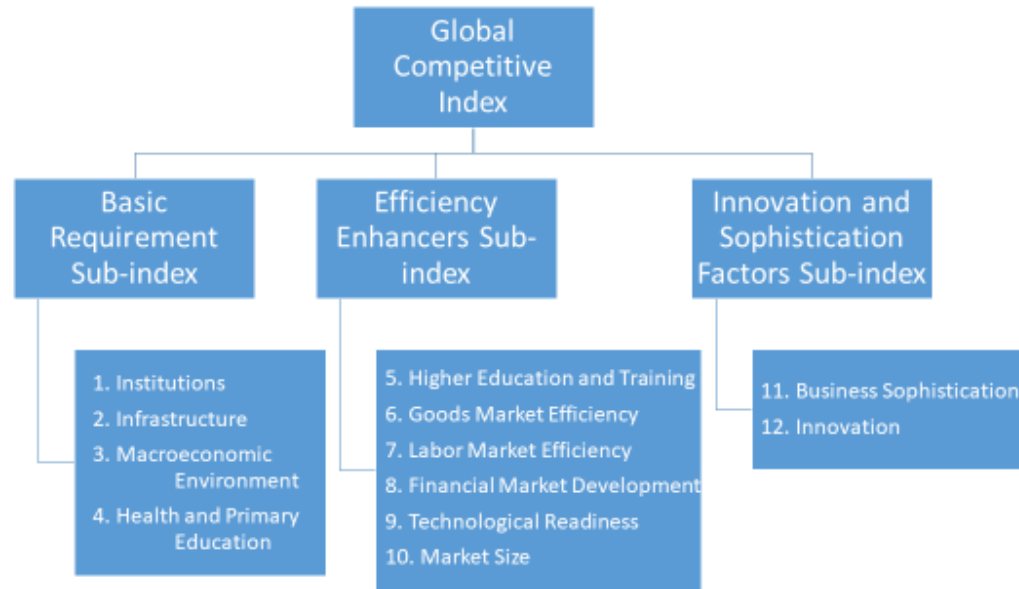 Global
Competitive
Index
Basic
Requirement
Sub-index
Efficiency
Enhancers Sub-
index
Innovation and
Sophistication
Factors Sub-index
1. Institutions
2. Infrastructure
3. Macroeconomic
Environment
4. Health and Primary
Education
5. Higher Education and Training
6. Goods Market Efficiency
7. Labor Market Efficiency
8. Financial Market Development
9. Technological Readiness
10. Market Size
11. Business Sophistication
12. Innovation